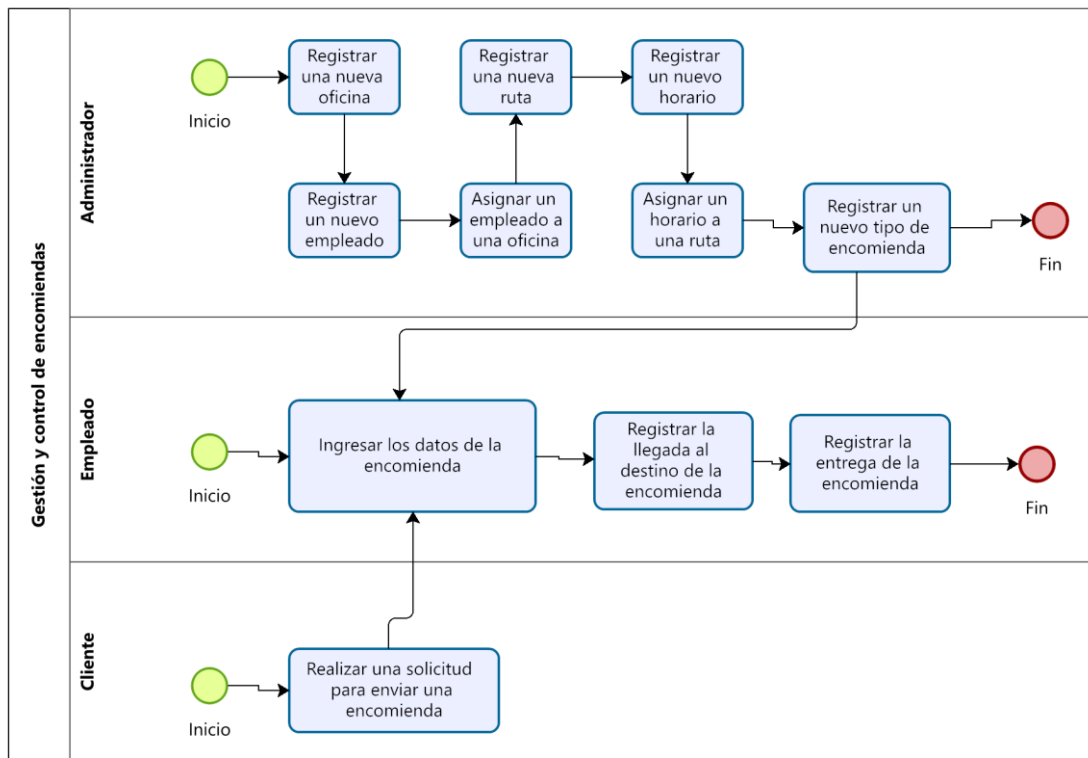 Gestión y control de encomiendas
Administrador
Inicio
Registrar
una nueva
oficina
Registrar
un nuevo
empleado
Asignar un
empleado a
una oficina
Registrar
una nueva
ruta
Registrar
un nuevo
horario
Asignar un
horario a
una ruta
Registrar un
nuevo tipo de
encomienda
Fin
Empleado
Inicio
Ingresar los datos de la
encomienda
Registrar la
llegada al
destino de la
encomienda
Registrar la
entrega de la
encomienda
Fin
Cliente
Inicio
Realizar una solicitud
para enviar una
encomienda